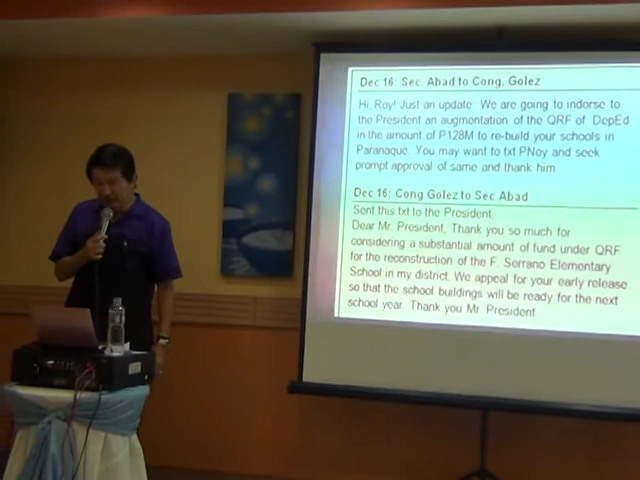 Dec 16: Sec. Abad to Cong. Golez
Hi, Roy! Just an update: We are going to indorse to
the President an augmentation of the QRF of DepEd
in the amount of P128M to re-build your schools in
Paranaque. You may want to txt PNoy and seek
prompt approval of same and thank him
Dec 16: Cong Golez to Sec Abad
Sent this txt to the President.
Dear Mr. President, Thank you so much for
considering a substantial amount of fund under QRF
for the reconstruction of the F. Serrano Elementary
School in my district. We appeal for your early release
so that the school buildings will be ready for the next
school year. Thank you Mr. President